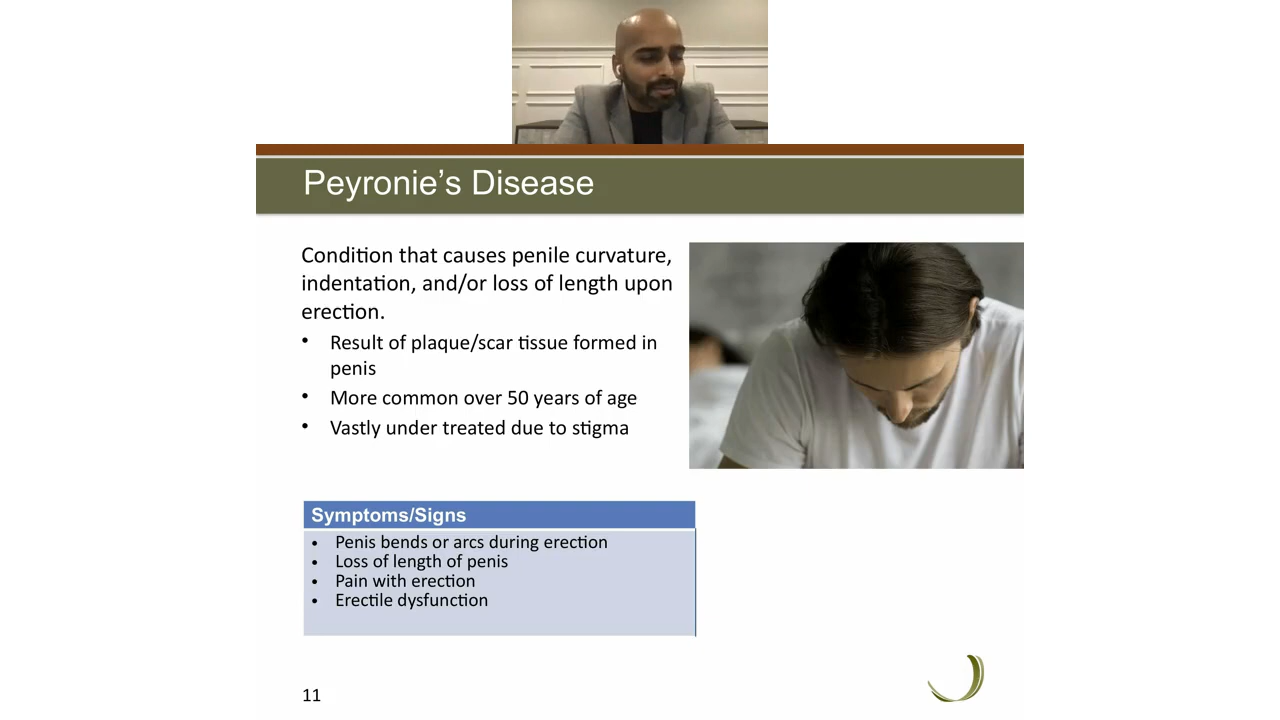 Peyronie’s Disease
Condition that causes penile curvature,
indentation, and/or loss of length upon
erection.
• Result of plaque/scar tissue formed in
penis
• More common over 50 years of age
• Vastly under treated due to stigma
Symptoms/Signs
• Penis bends or arcs during erection
• Loss of length of penis
• Pain with erection
• Erectile dysfunction
11